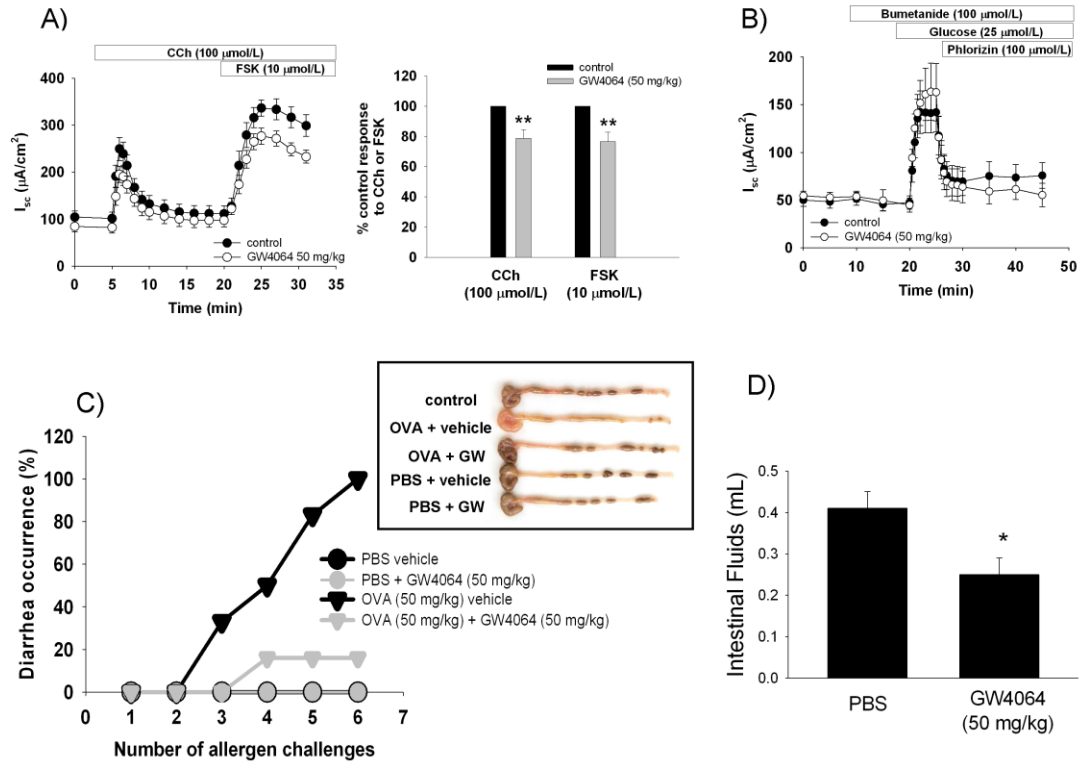 A)
CCh (100 μmol/L)
FSK (10 μmol/L)
400
300
200
100
0
Isc (μA/cm²)
control
GW4064 50 mg/kg
0 5 10 15 20 25 30 35
Time (min)
control
GW4064 (50 mg/kg)
120
100
80
60
40
20
0
% control response
to CCh or FSK
**
**
CCh
(100 μmol/L)
FSK
(10 μmol/L)
B)
Bumetanide (100 μmol/L)
Glucose (25 μmol/L)
Phlorizin (100 μmol/L)
200
150
100
50
0
Isc (μA/cm²)
control
GW4064 (50 mg/kg)
0 10 20 30 40 50
Time (min)
C)
120
100
80
60
40
20
0
Diarrhea occurrence (%)
0 1 2 3 4 5 6 7
Number of allergen challenges
control
OVA + vehicle
OVA + GW
PBS + vehicle
PBS + GW
PBS vehicle
PBS + GW4064 (50 mg/kg)
OVA (50 mg/kg) vehicle
OVA (50 mg/kg) + GW4064 (50 mg/kg)
D)
0.5
0.4
0.3
0.2
0.1
0.0
Intestinal Fluids (mL)
*
PBS
GW4064
(50 mg/kg)